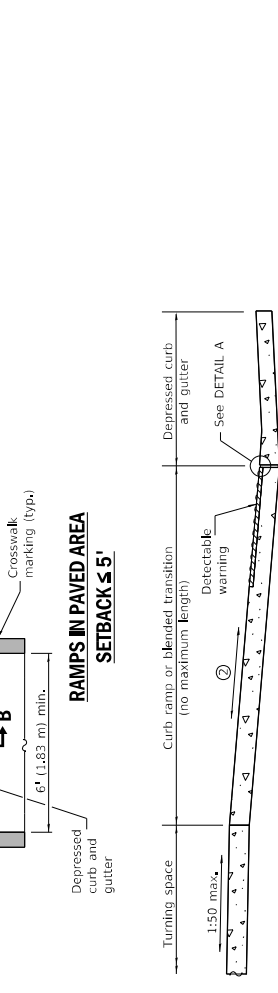 Crosswalk
marking (typ.)
B
6' (1.83 m) min.
Depressed
curb and
gutter
RAMPS IN PAVED AREA
SETBACK ≤ 5'
Turning space
Curb ramp or blended transition
(no maximum length)
Depressed curb
and gutter
1:50 max.
2
Detectable
warning
See DETAIL A